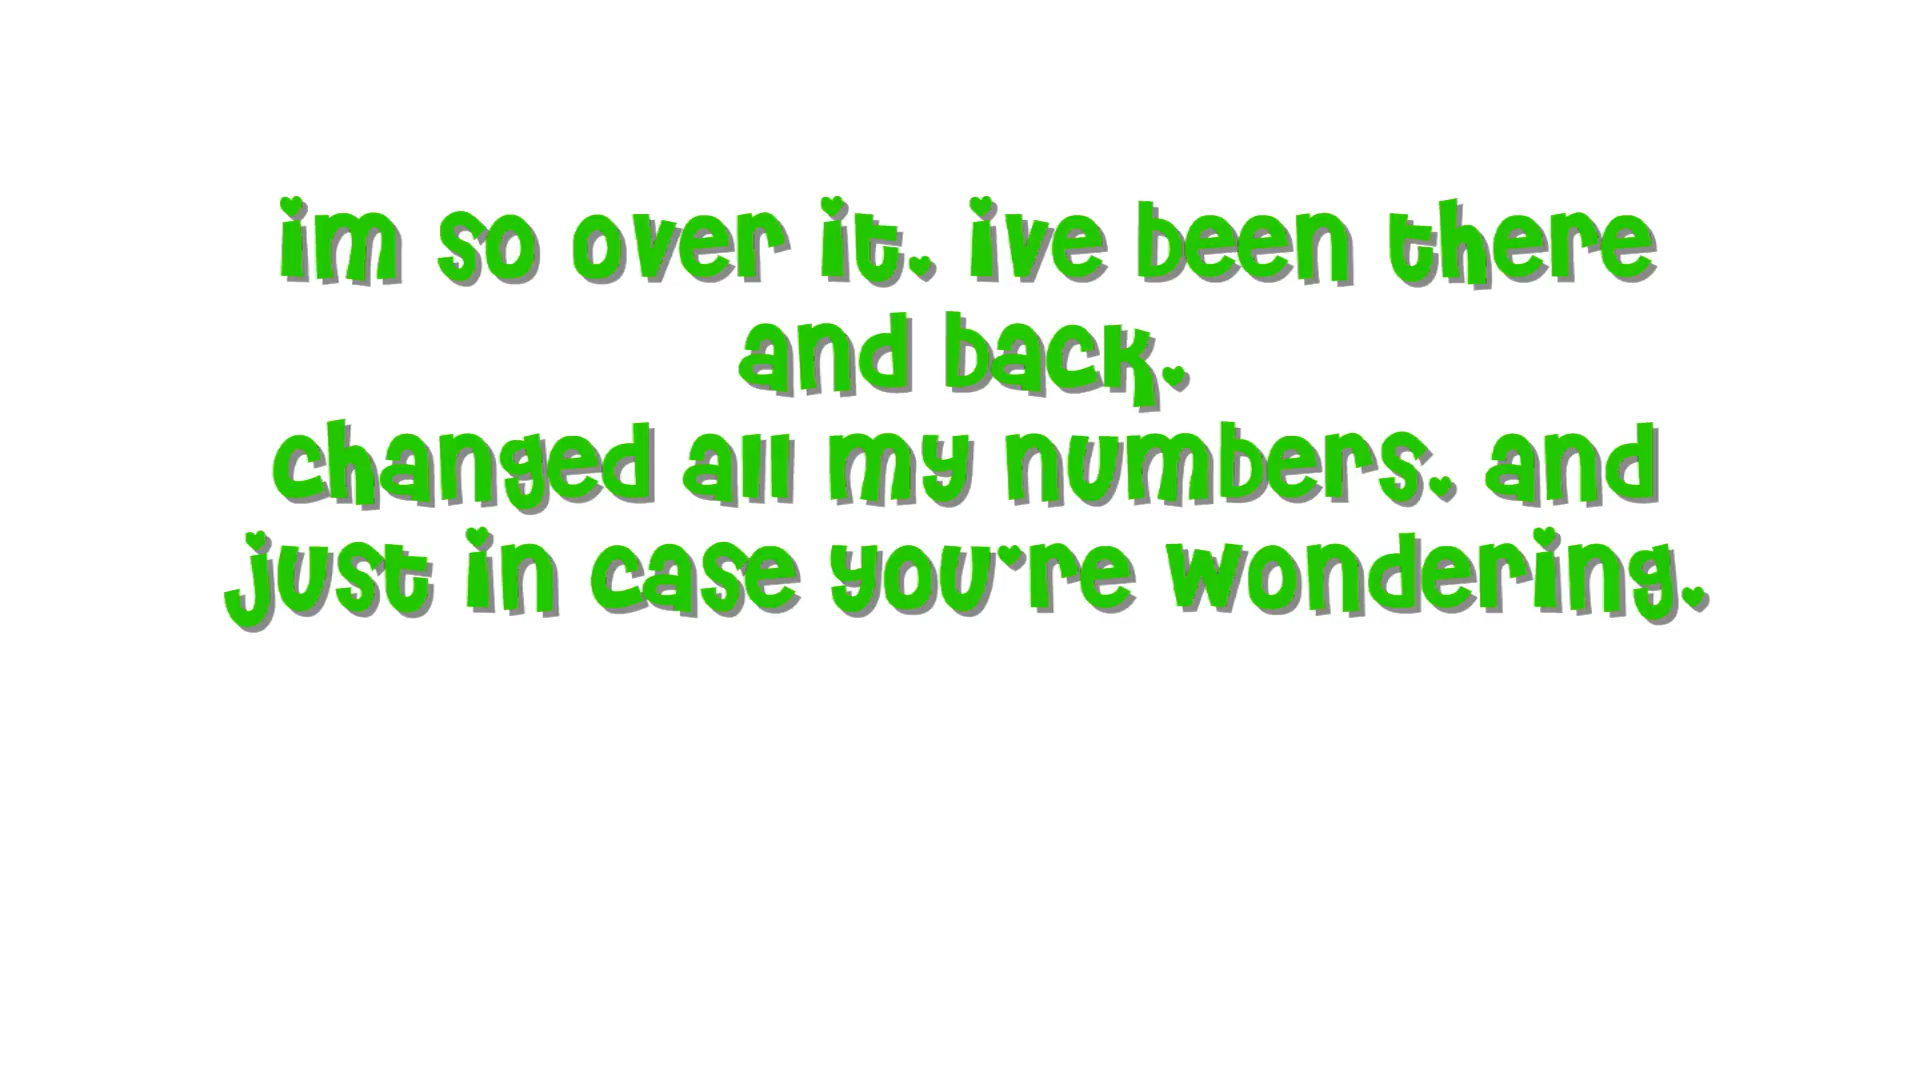 im so over it. ive been there
and back.
changed all my numbers. and
just in case you're wondering.